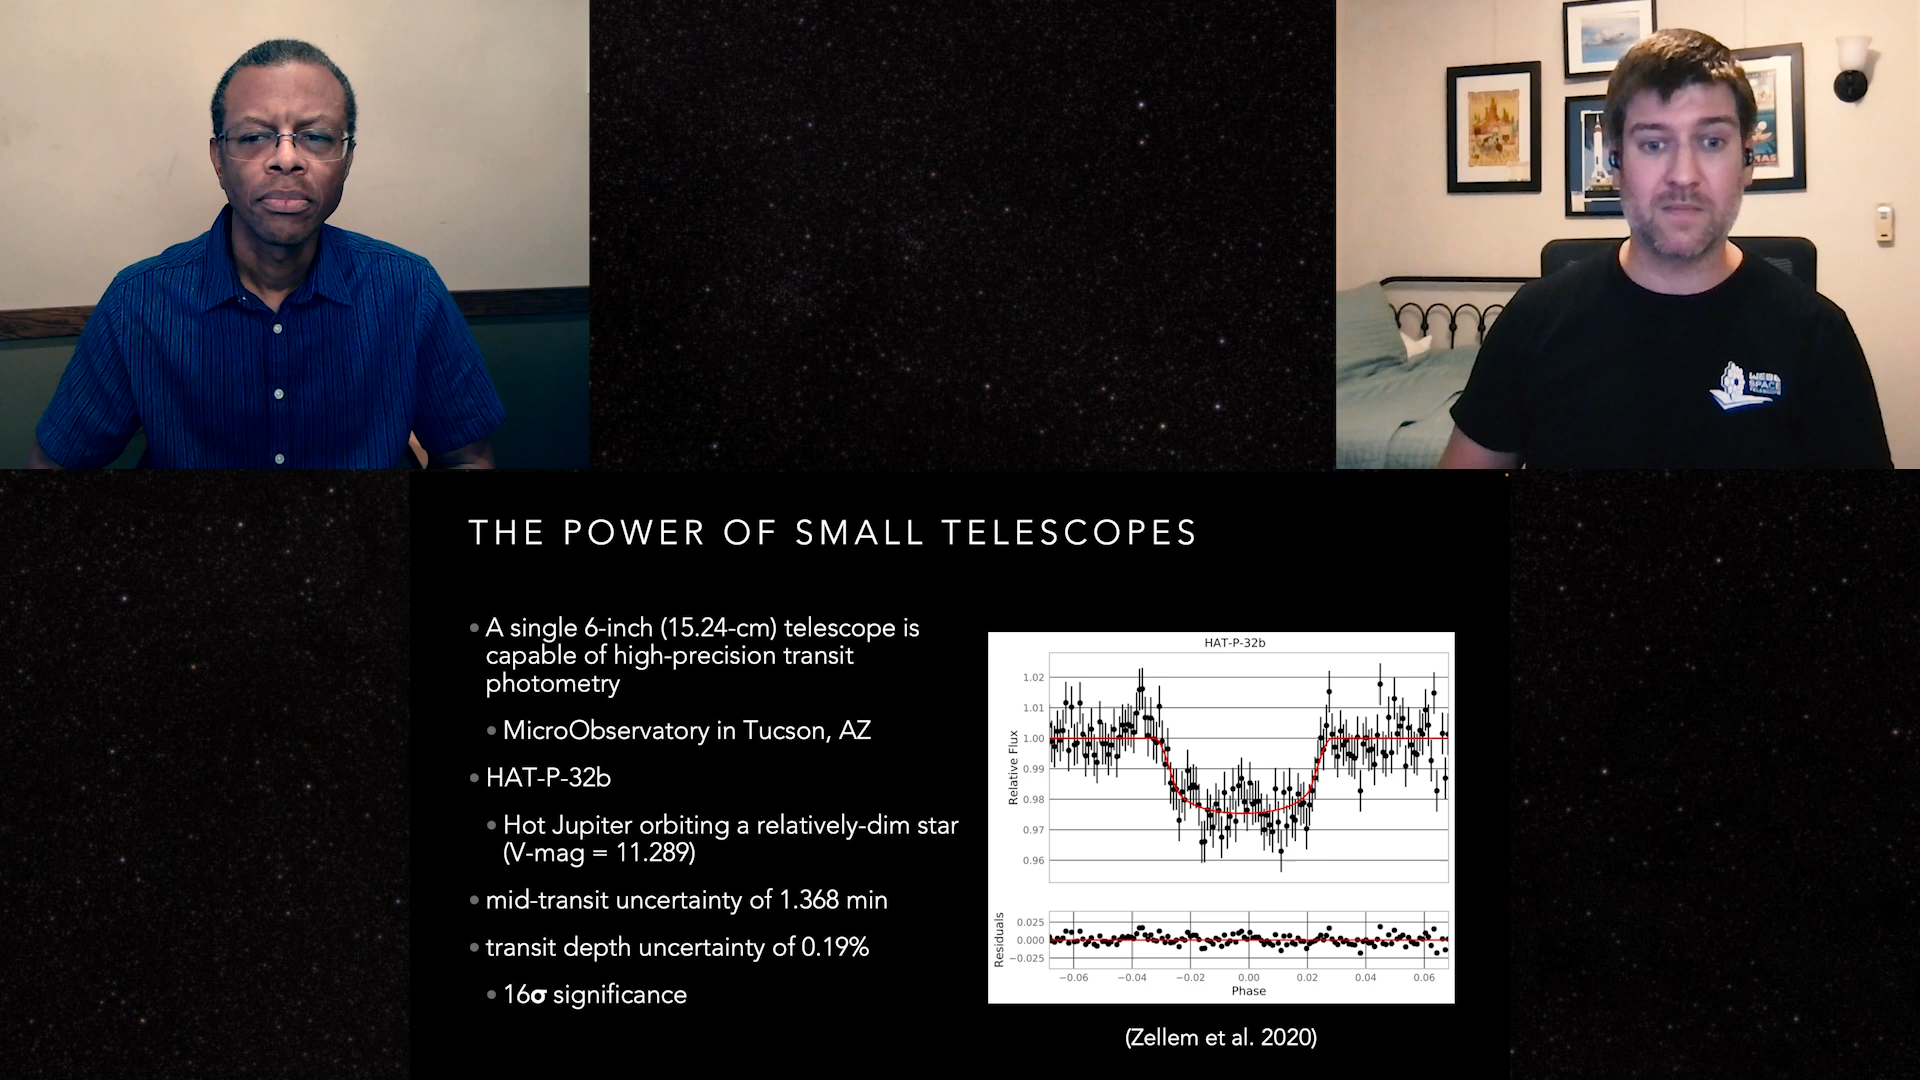 MAS
WEBB
SPACE
TELESCOPE
THE POWER OF SMALL TELESCOPES
• A single 6-inch (15.24-cm) telescope is
capable of high-precision transit
photometry
• MicroObservatory in Tucson, AZ
• HAT-P-32b
• Hot Jupiter orbiting a relatively-dim star
(V-mag = 11.289)
• mid-transit uncertainty of 1.368 min
• transit depth uncertainty of 0.19%
• 16σ significance
HAT-P-32b
Relative Flux
1.02
1.01
1.00
0.99
0.98
0.97
0.96
Residuals
0.025
0.000
−0.025
−0.06 −0.04 −0.02 0.00 0.02 0.04 0.06
Phase
(Zellem et al. 2020)